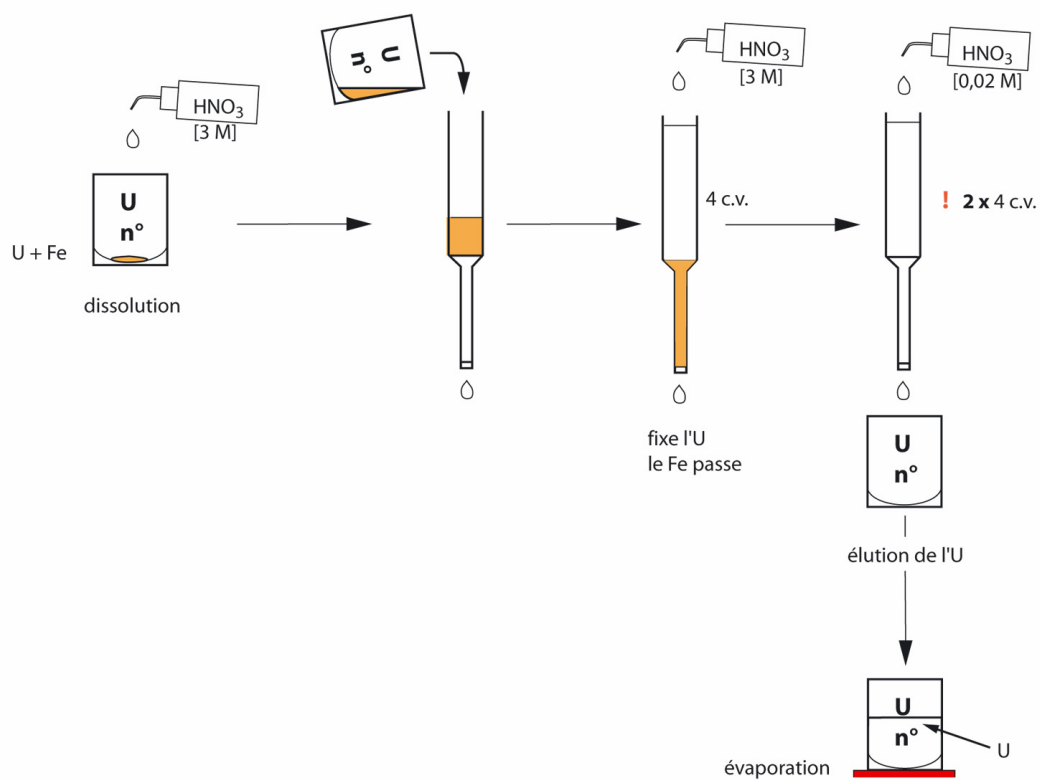 U
n°
HNO₃
[3 M]
HNO₃
[3 M]
HNO₃
[0,02 M]
U
n°
U + Fe
dissolution
4 c.v.
! 2 x 4 c.v.
fixe l'U
le Fe passe
U
n°
élution de l'U
U
n°
U
évaporation